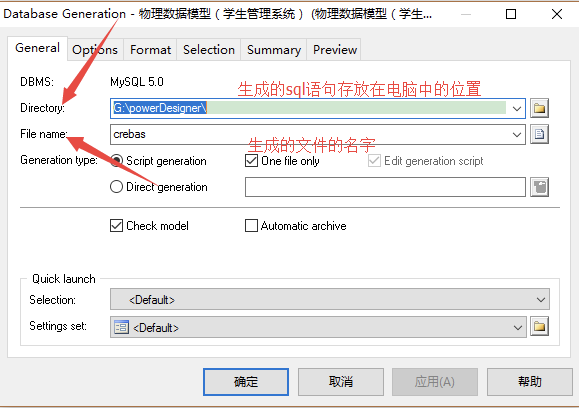 Database Generation - 物理数据模型（学生管理系统） (物理数据模型（学生...
General Options Format Selection Summary Preview
DBMS: MySQL 5.0
生成的sql语句存放在电脑中的位置
Directory: G:\powerDesigner\
File name: crebas
生成的文件的名字
Generation type: Script generation One file only Edit generation script
Direct generation
Check model Automatic archive
Quick launch
Selection: <Default>
Settings set: <Default>
确定 取消 应用(A) 帮助